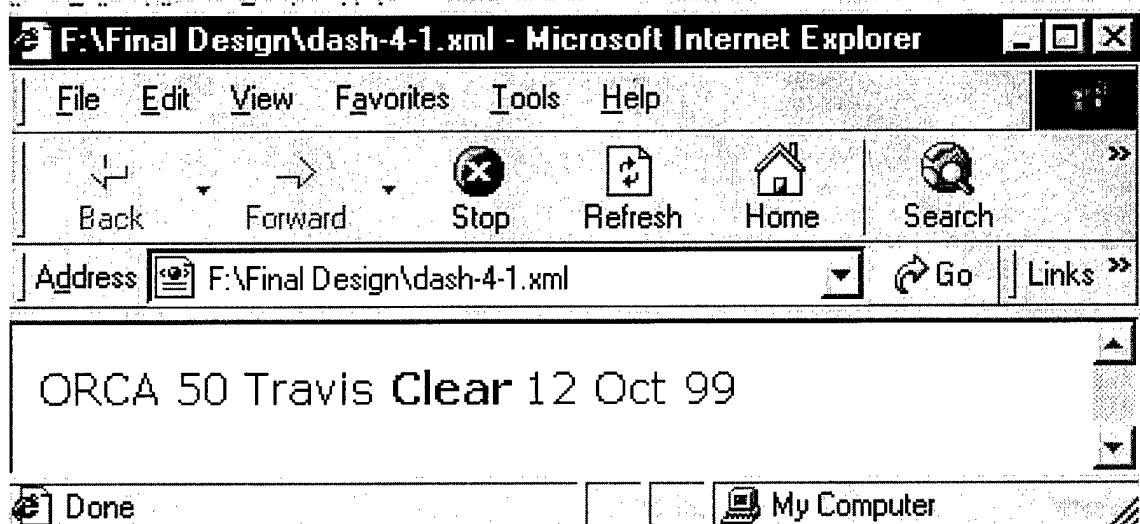 F:\Final Design\dash-4-1.xml - Microsoft Internet Explorer
File Edit View Favorites Tools Help
Back Forward Stop Refresh Home Search »
Address F:\Final Design\dash-4-1.xml Go Links »
ORCA 50 Travis Clear 12 Oct 99
Done My Computer